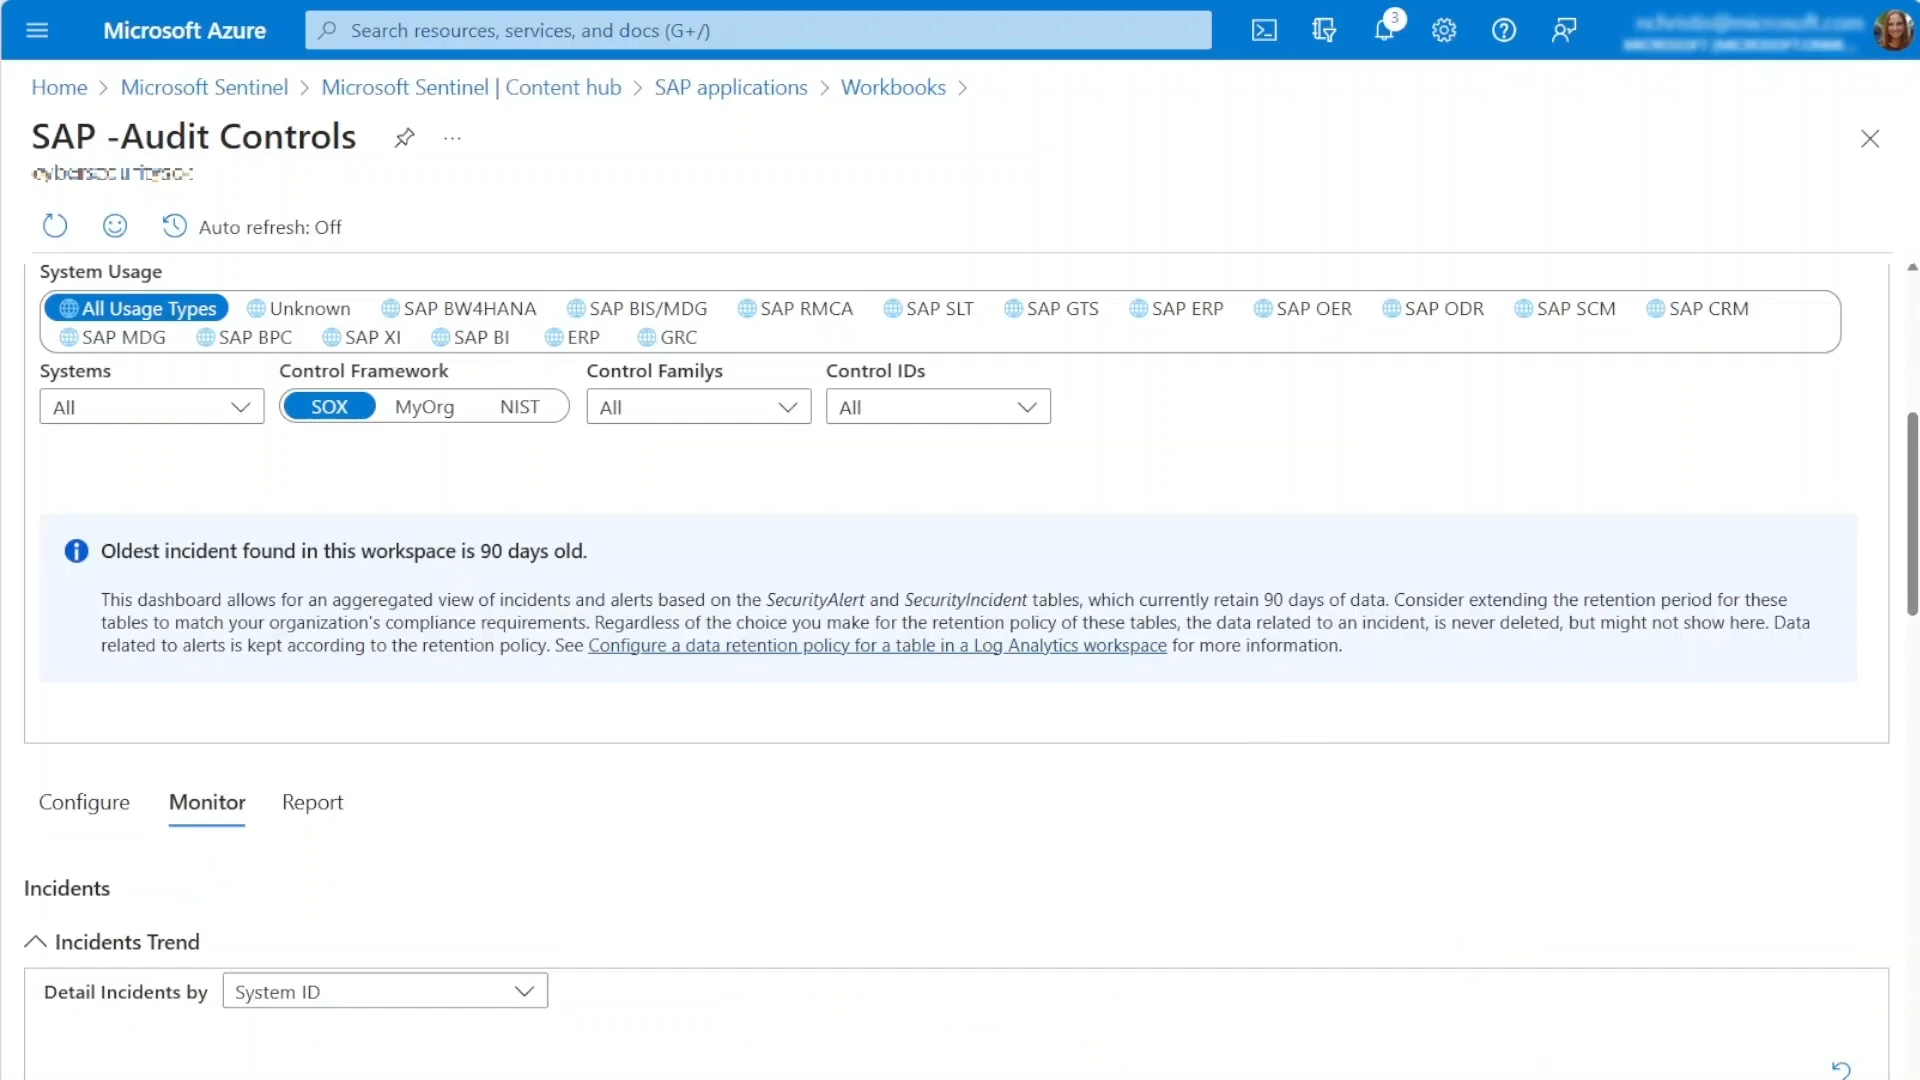 Microsoft Azure
Search resources, services, and docs (G+/)
3
Home > Microsoft Sentinel > Microsoft Sentinel | Content hub > SAP applications > Workbooks >
SAP -Audit Controls
Auto refresh: Off
System Usage
All Usage Types Unknown SAP BW4HANA SAP BIS/MDG SAP RMCA SAP SLT SAP GTS SAP ERP SAP OER SAP ODR SAP SCM SAP CRM
SAP MDG SAP BPC SAP XI SAP BI ERP GRC
Systems Control Framework Control Familys Control IDs
All SOX MyOrg NIST All All
Oldest incident found in this workspace is 90 days old.
This dashboard allows for an aggeregated view of incidents and alerts based on the SecurityAlert and SecurityIncident tables, which currently retain 90 days of data. Consider extending the retention period for these
tables to match your organization's compliance requirements. Regardless of the choice you make for the retention policy of these tables, the data related to an incident, is never deleted, but might not show here. Data
related to alerts is kept according to the retention policy. See Configure a data retention policy for a table in a Log Analytics workspace for more information.
Configure Monitor Report
Incidents
Incidents Trend
Detail Incidents by System ID